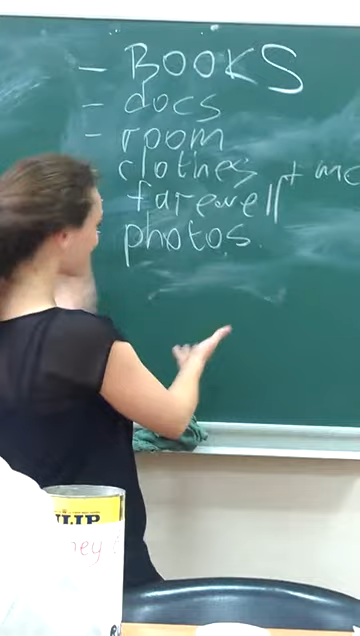 - BOOKS
- docs
- room
clothes + me
farewell
photos